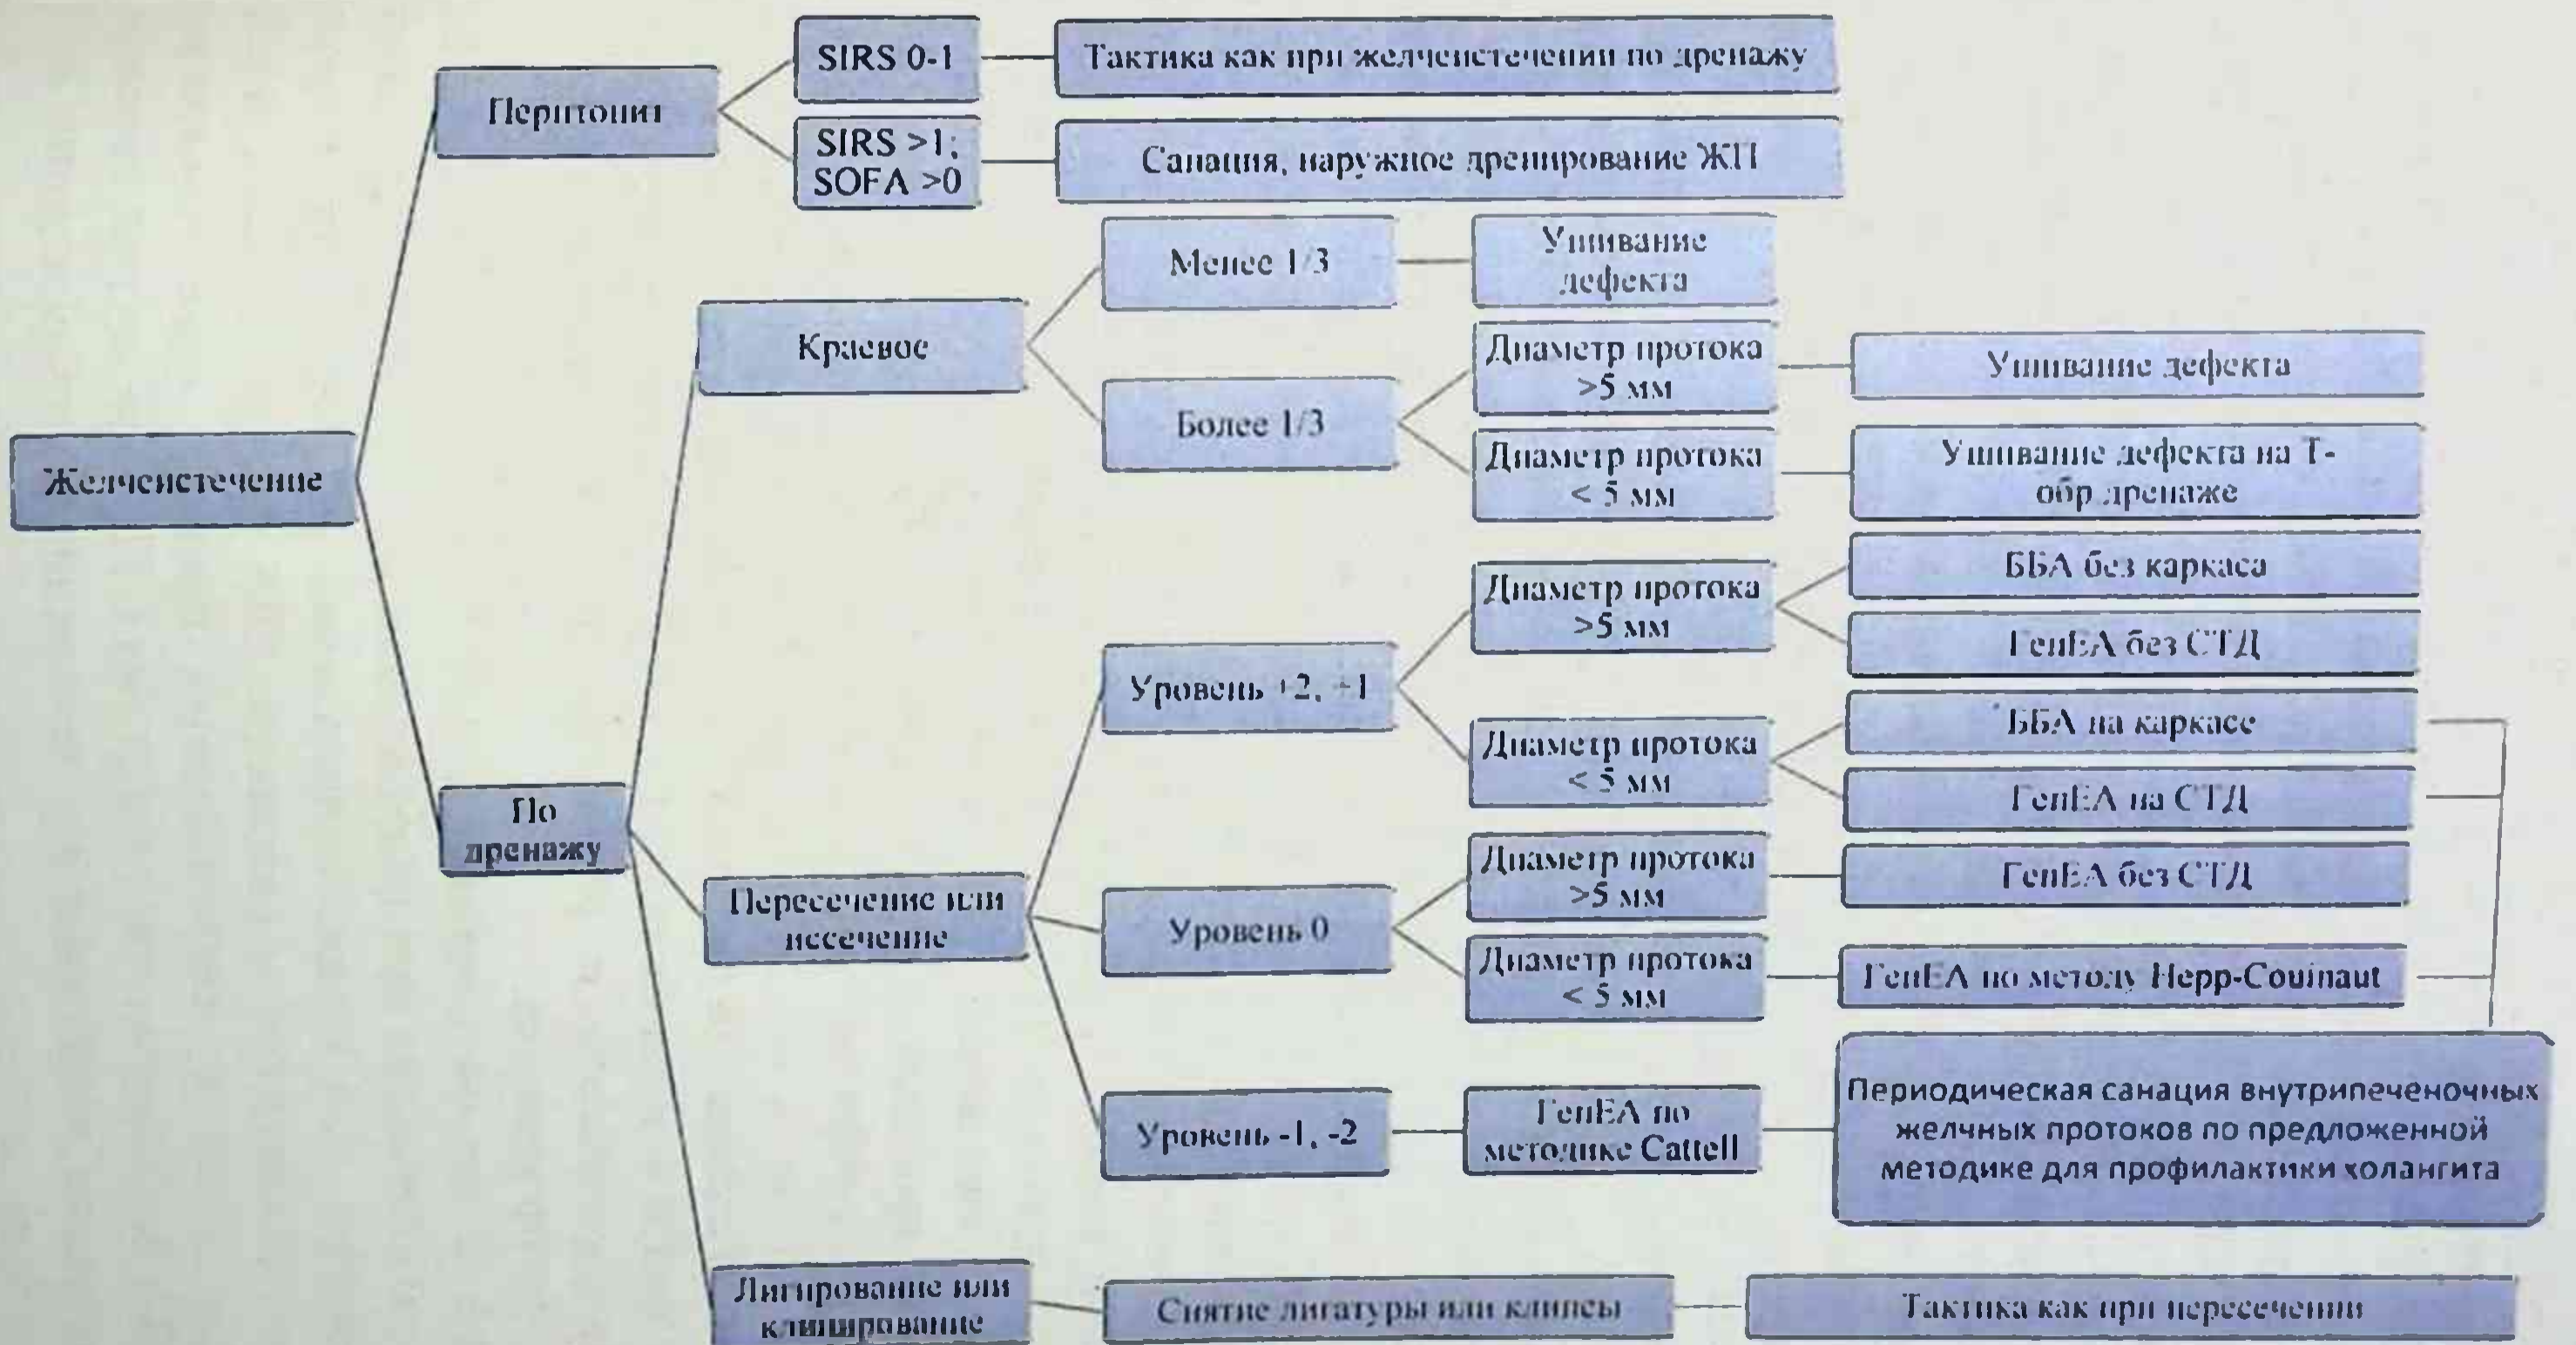 Желчеистечение
Перитонит
SIRS 0-1
Тактика как при желчеистечении по дренажу
SIRS >1;
SOFA >0
Санация, наружное дренирование ЖП
По
дренажу
Краевое
Менее 1/3
Ушивание
дефекта
Более 1/3
Диаметр протока
>5 мм
Ушивание дефекта
Диаметр протока
< 5 мм
Ушивание дефекта на Т-
обр дренаже
Пересечение или
иссечение
Уровень +2, +1
Диаметр протока
>5 мм
ББА без каркаса
ГепЕА без СТД
Диаметр протока
< 5 мм
ББА на каркасе
ГепЕА на СТД
Уровень 0
Диаметр протока
>5 мм
ГепЕА без СТД
Диаметр протока
< 5 мм
ГепЕА по методу Hepp-Couinaut
Уровень -1, -2
ГепЕА по
методике Cattell
Периодическая санация внутрипеченочных
желчных протоков по предложенной
методике для профилактики холангита
Лигирование или
клипирование
Снятие лигатуры или клипсы
Тактика как при пересечении